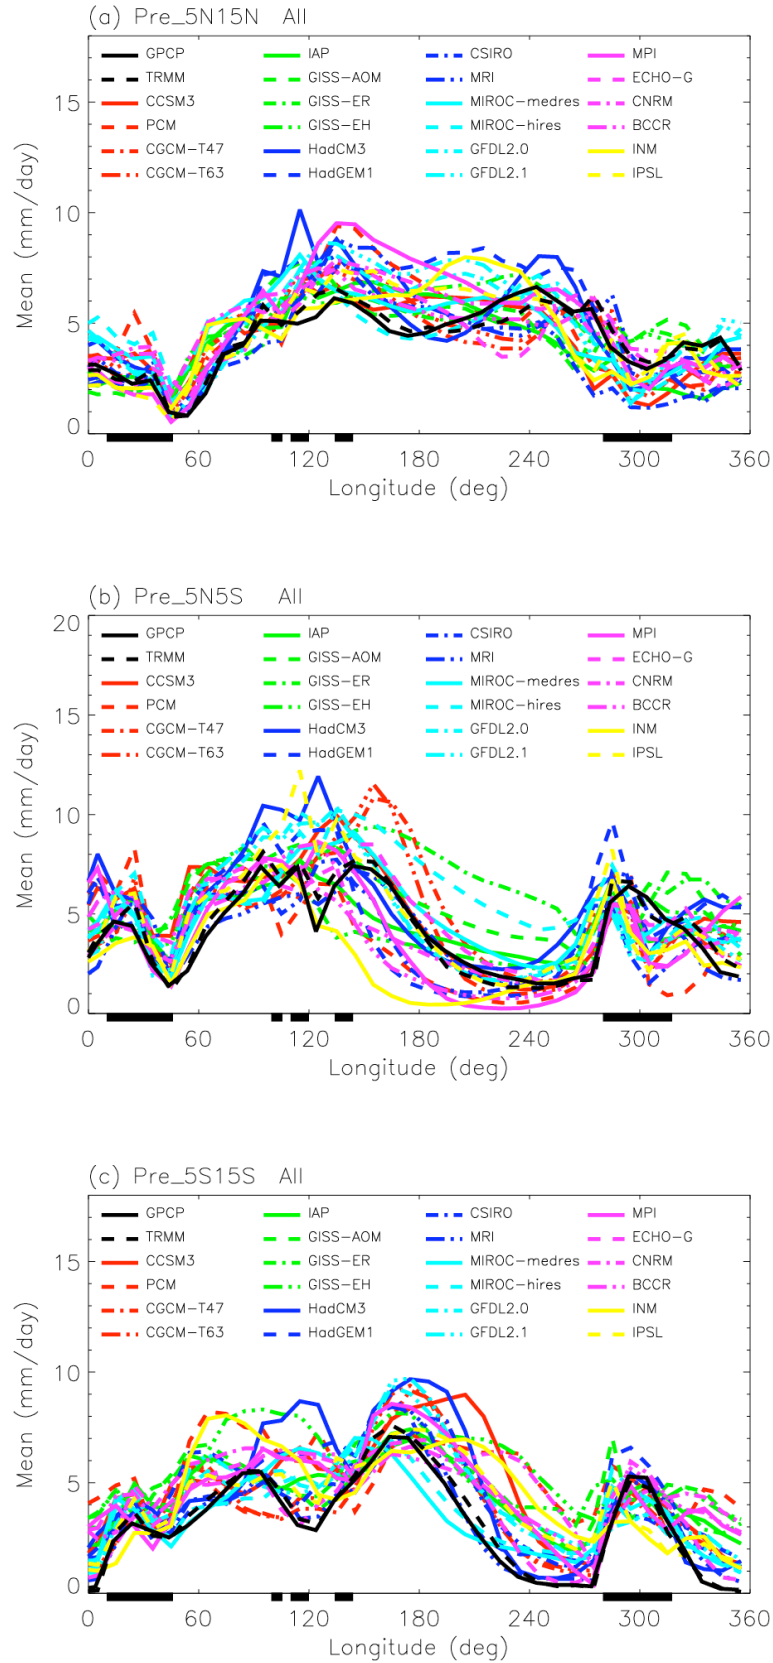 (a) Pre_5N15N All
GPCP IAP CSIRO MPI
TRMM GISS-AOM MRI ECHO-G
CCSM3 GISS-ER MIROC-medres CNRM
PCM GISS-EH MIROC-hires BCCR
CGCM-T47 HadCM3 GFDL2.0 INM
CGCM-T63 HadGEM1 GFDL2.1 IPSL
Mean (mm/day)
15
10
5
0
0 60 120 180 240 300 360
Longitude (deg)
(b) Pre_5N5S All
GPCP IAP CSIRO MPI
TRMM GISS-AOM MRI ECHO-G
CCSM3 GISS-ER MIROC-medres CNRM
PCM GISS-EH MIROC-hires BCCR
CGCM-T47 HadCM3 GFDL2.0 INM
CGCM-T63 HadGEM1 GFDL2.1 IPSL
Mean (mm/day)
20
15
10
5
0
0 60 120 180 240 300 360
Longitude (deg)
(c) Pre_5S15S All
GPCP IAP CSIRO MPI
TRMM GISS-AOM MRI ECHO-G
CCSM3 GISS-ER MIROC-medres CNRM
PCM GISS-EH MIROC-hires BCCR
CGCM-T47 HadCM3 GFDL2.0 INM
CGCM-T63 HadGEM1 GFDL2.1 IPSL
Mean (mm/day)
15
10
5
0
0 60 120 180 240 300 360
Longitude (deg)